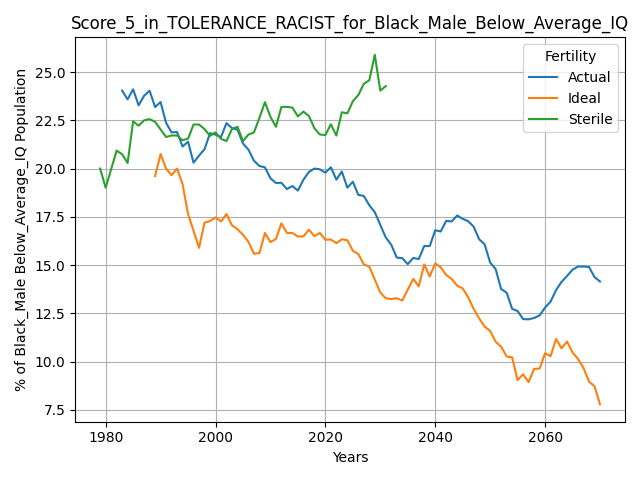 Score_5_in_TOLERANCE_RACIST_for_Black_Male_Below_Average_IQ
% of Black_Male Below_Average_IQ Population
25.0
22.5
20.0
17.5
15.0
12.5
10.0
7.5
Fertility
Actual
Ideal
Sterile
1980
2000
2020
2040
2060
Years